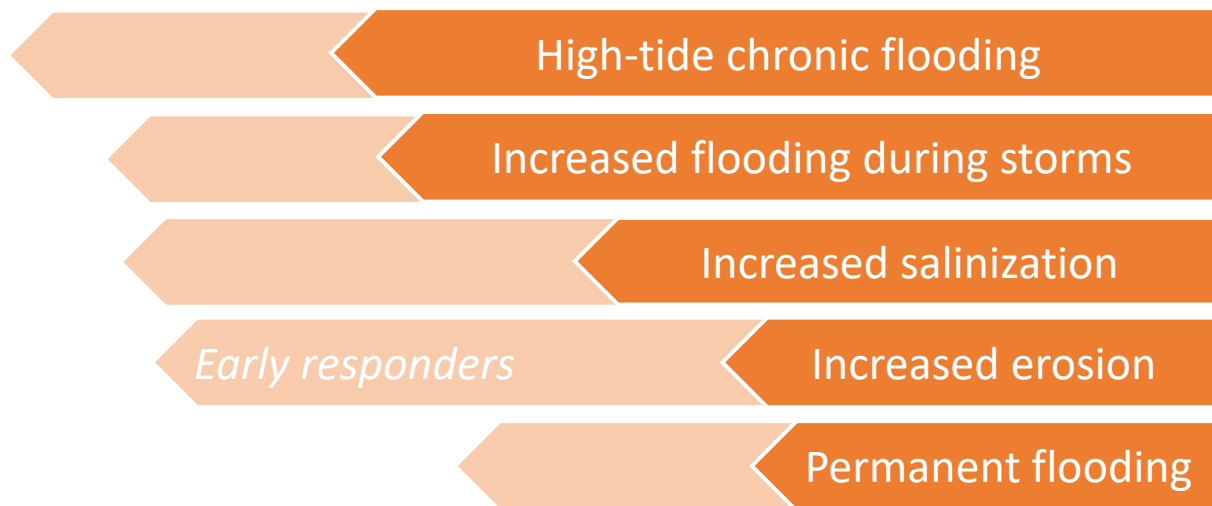 High-tide chronic flooding
Increased flooding during storms
Increased salinization
Early responders
Increased erosion
Permanent flooding